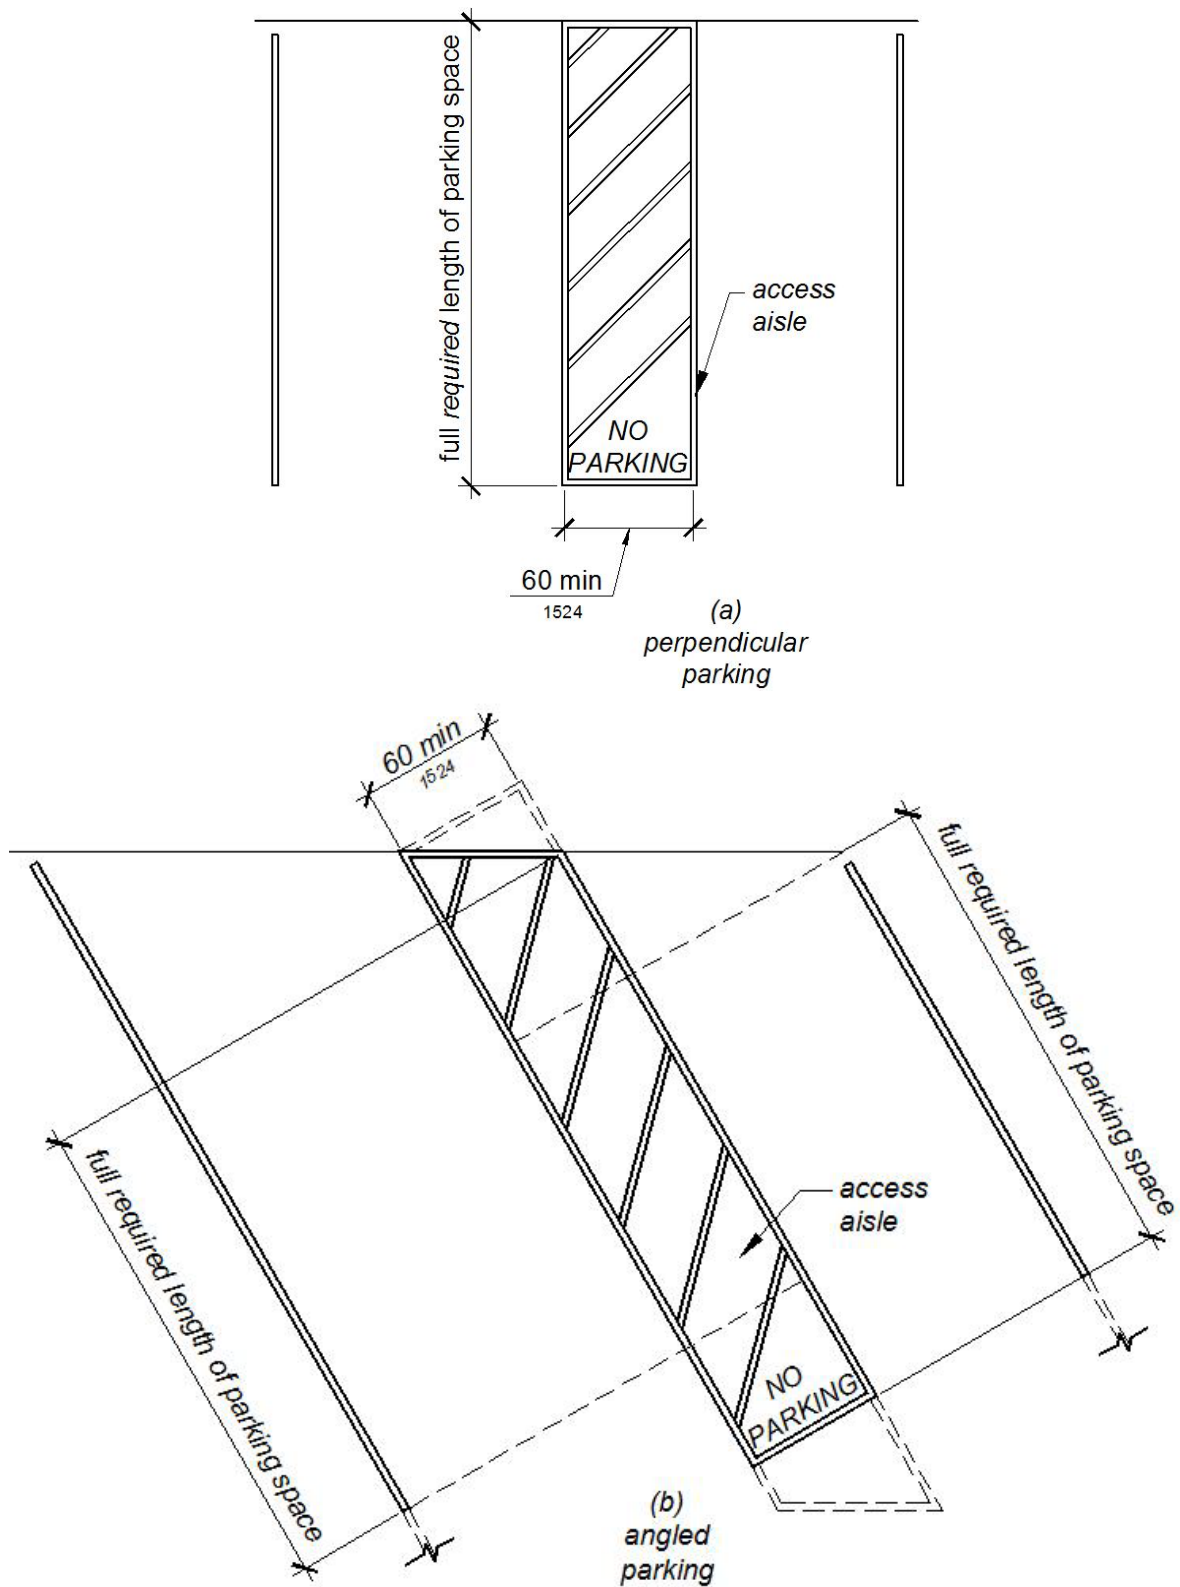 full required length of parking space
access
aisle
NO
PARKING
60 min
1524
(a)
perpendicular
parking
60 min
1524
full required length of parking space
full required length of parking space
access
aisle
NO
PARKING
(b)
angled
parking